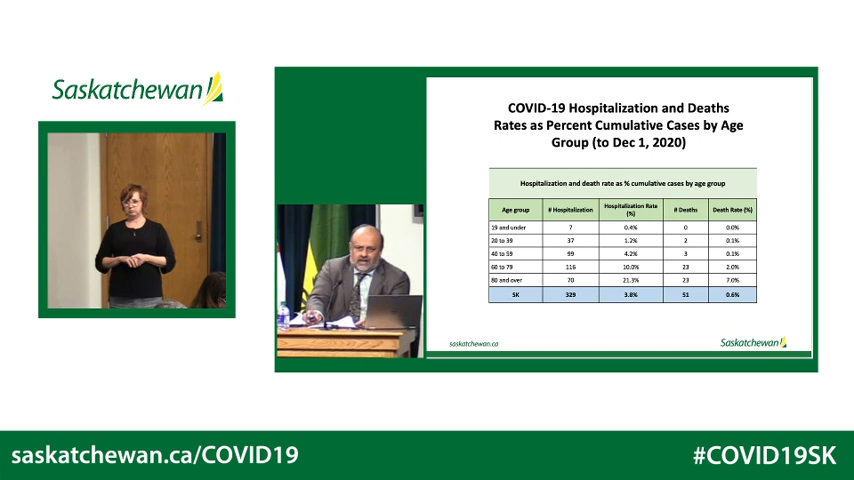 Saskatchewan
COVID-19 Hospitalization and Deaths
Rates as Percent Cumulative Cases by Age
Group (to Dec 1, 2020)
Hospitalization and death rate as % cumulative cases by age group
Age group # Hospitalization Hospitalization Rate (%) # Deaths Death Rate (%)
19 and under 7 0.4% 0 0.0%
20 to 39 37 1.2% 2 0.1%
40 to 59 99 4.2% 3 0.1%
60 to 79 116 10.0% 23 2.0%
80 and over 70 21.3% 23 7.0%
SK 329 3.8% 51 0.6%
saskatchewan.ca
Saskatchewan
saskatchewan.ca/COVID19
#COVID19SK